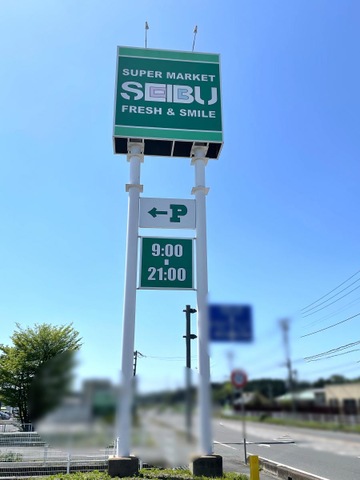 SUPER MARKET
SEIBU
FRESH & SMILE
←P
9:00
-
21:00